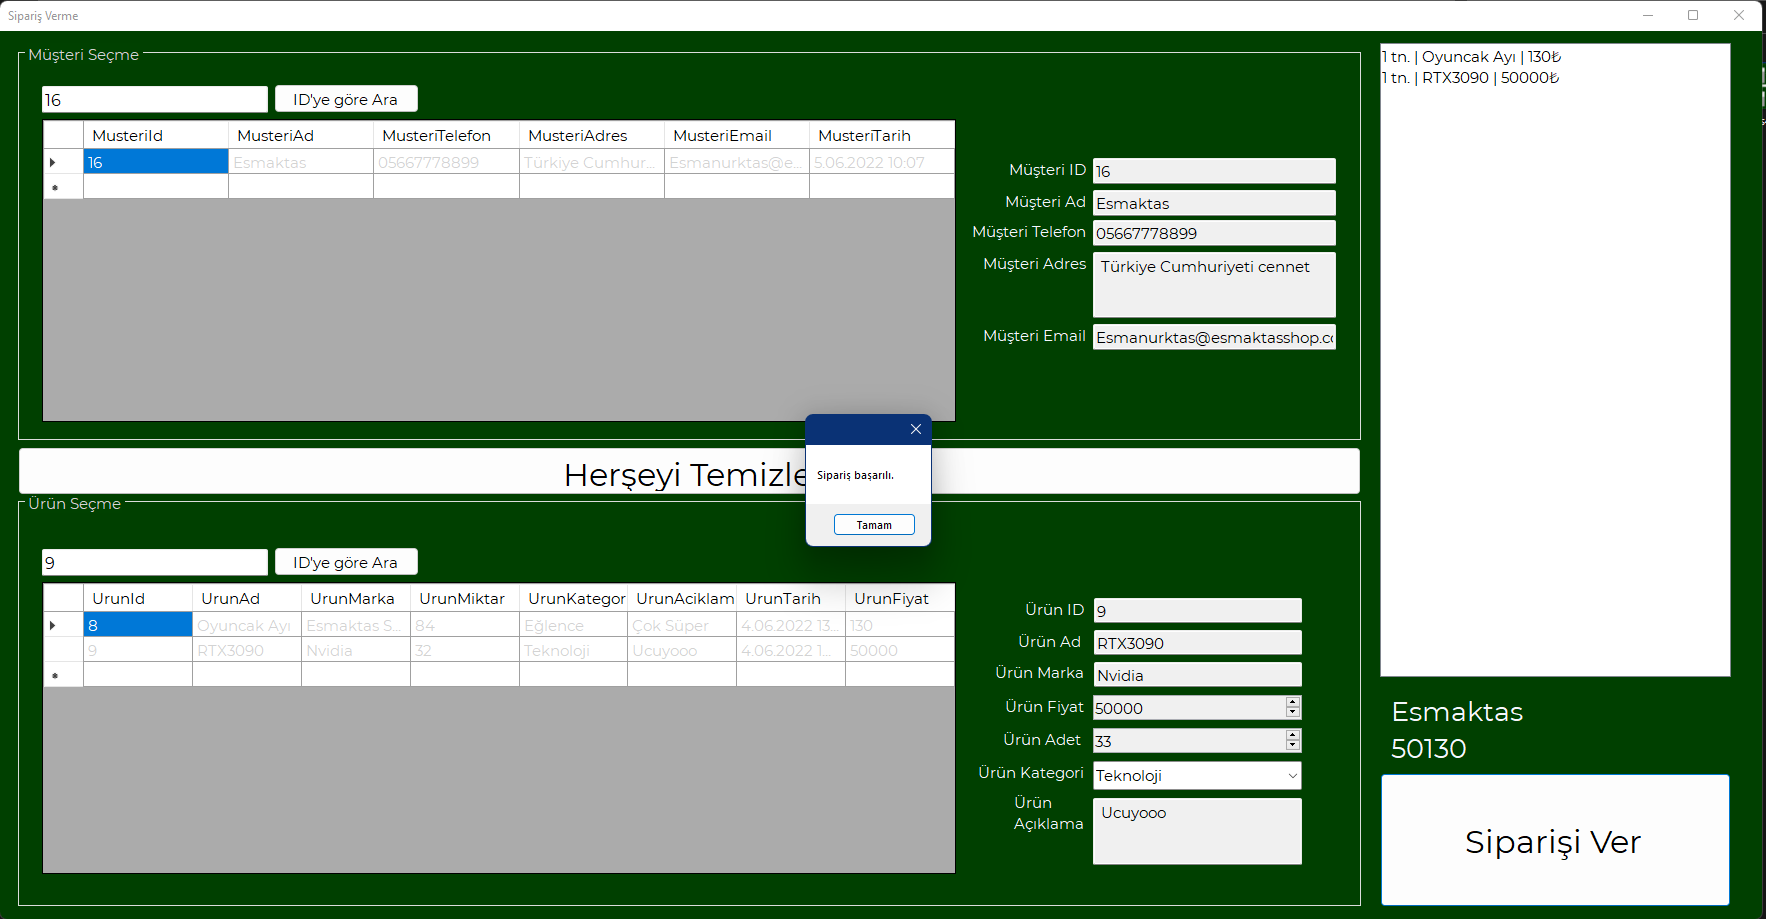 Sipariş Verme
Müşteri Seçme
16
ID'ye göre Ara
MusteriId MusteriAd MusteriTelefon MusteriAdres MusteriEmail MusteriTarih
16 Esmaktas 05667778899 Türkiye Cumhur... Esmanurktas@e... 5.06.2022 10:07
Müşteri ID 16
Müşteri Ad Esmaktas
Müşteri Telefon 05667778899
Müşteri Adres Türkiye Cumhuriyeti cennet
Müşteri Email Esmanurktas@esmaktasshop.co
Herşeyi Temizle
Sipariş başarılı.
Tamam
Ürün Seçme
9
ID'ye göre Ara
UrunId UrunAd UrunMarka UrunMiktar UrunKategor UrunAciklam UrunTarih UrunFiyat
8 Oyuncak Ayı Esmaktas S... 84 Eğlence Çok Süper 4.06.2022 13... 130
9 RTX3090 Nvidia 32 Teknoloji Ucuyooo 4.06.2022 1... 50000
Ürün ID 9
Ürün Ad RTX3090
Ürün Marka Nvidia
Ürün Fiyat 50000
Ürün Adet 33
Ürün Kategori Teknoloji
Ürün
Açıklama
Ucuyooo
1 tn. | Oyuncak Ayı | 130₺
1 tn. | RTX3090 | 50000₺
Esmaktas
50130
Siparişi Ver